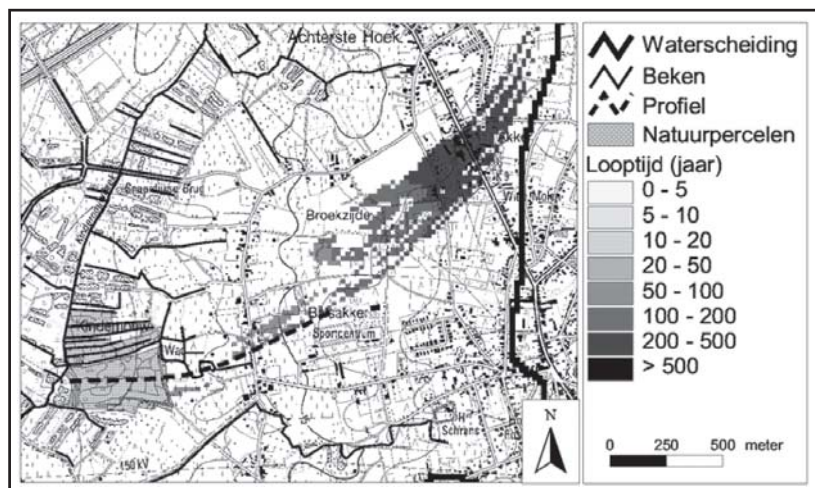 Achterste Hoek
Broekzijde
Sportcentrum
Schrans
150 kV
N
Waterscheiding
Beken
Profiel
Natuurpercelen
Looptijd (jaar)
0 - 5
5 - 10
10 - 20
20 - 50
50 - 100
100 - 200
200 - 500
> 500
0 250 500 meter